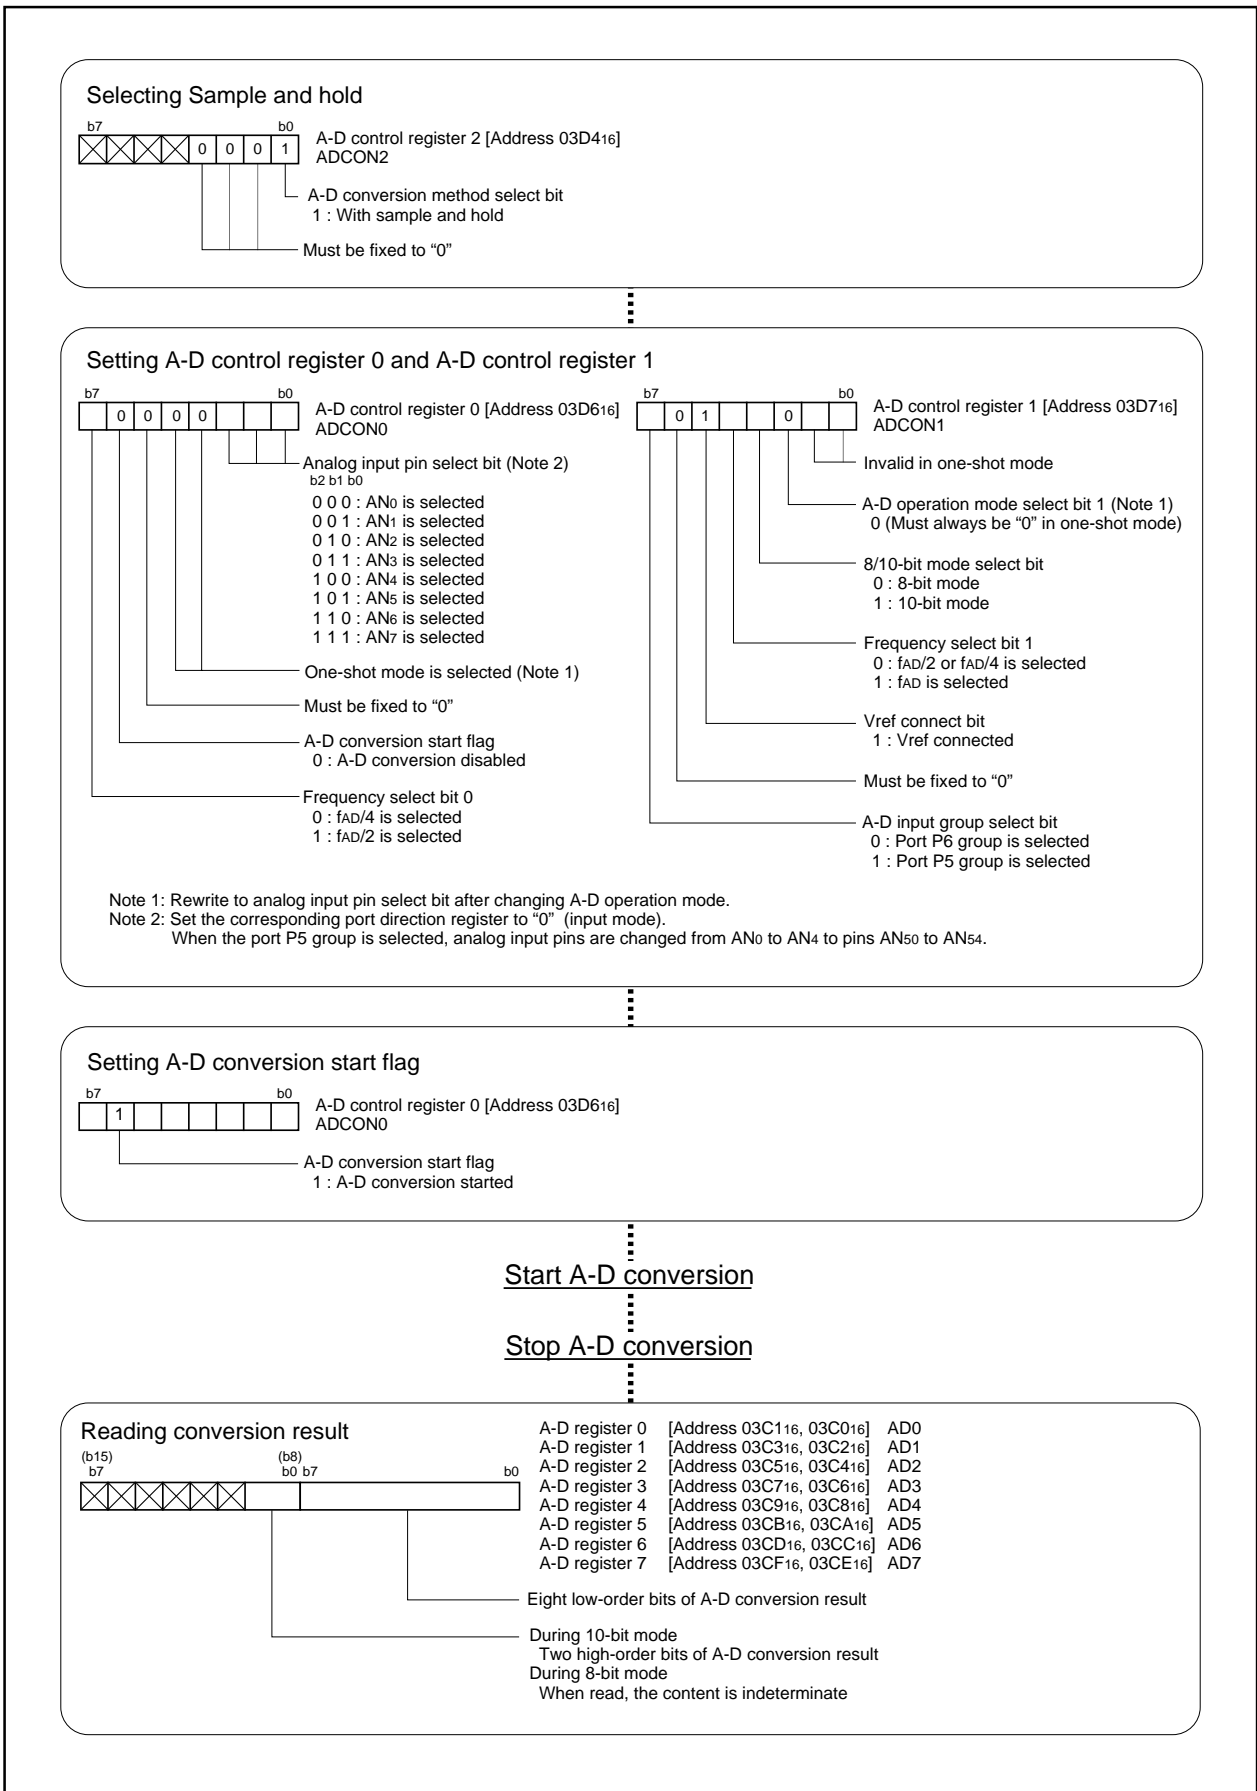 Selecting Sample and hold
b7 b0
0 0 0 1
A-D control register 2 [Address 03D416]
ADCON2
A-D conversion method select bit
1 : With sample and hold
Must be fixed to “0”
Setting A-D control register 0 and A-D control register 1
b7 b0
0 0 0 0
A-D control register 0 [Address 03D616]
ADCON0
Analog input pin select bit (Note 2)
b2 b1 b0
0 0 0 : AN0 is selected
0 0 1 : AN1 is selected
0 1 0 : AN2 is selected
0 1 1 : AN3 is selected
1 0 0 : AN4 is selected
1 0 1 : AN5 is selected
1 1 0 : AN6 is selected
1 1 1 : AN7 is selected
One-shot mode is selected (Note 1)
Must be fixed to “0”
A-D conversion start flag
0 : A-D conversion disabled
Frequency select bit 0
0 : fAD/4 is selected
1 : fAD/2 is selected
b7 b0
0 1 0
A-D control register 1 [Address 03D716]
ADCON1
Invalid in one-shot mode
A-D operation mode select bit 1 (Note 1)
0 (Must always be “0” in one-shot mode)
8/10-bit mode select bit
0 : 8-bit mode
1 : 10-bit mode
Frequency select bit 1
0 : fAD/2 or fAD/4 is selected
1 : fAD is selected
Vref connect bit
1 : Vref connected
Must be fixed to “0”
A-D input group select bit
0 : Port P6 group is selected
1 : Port P5 group is selected
Note 1: Rewrite to analog input pin select bit after changing A-D operation mode.
Note 2: Set the corresponding port direction register to “0” (input mode).
When the port P5 group is selected, analog input pins are changed from AN0 to AN4 to pins AN50 to AN54.
Setting A-D conversion start flag
b7 b0
1
A-D control register 0 [Address 03D616]
ADCON0
A-D conversion start flag
1 : A-D conversion started
Start A-D conversion
Stop A-D conversion
Reading conversion result
(b15) (b8)
b7 b0 b7 b0
A-D register 0 [Address 03C116, 03C016] AD0
A-D register 1 [Address 03C316, 03C216] AD1
A-D register 2 [Address 03C516, 03C416] AD2
A-D register 3 [Address 03C716, 03C616] AD3
A-D register 4 [Address 03C916, 03C816] AD4
A-D register 5 [Address 03CB16, 03CA16] AD5
A-D register 6 [Address 03CD16, 03CC16] AD6
A-D register 7 [Address 03CF16, 03CE16] AD7
Eight low-order bits of A-D conversion result
During 10-bit mode
Two high-order bits of A-D conversion result
During 8-bit mode
When read, the content is indeterminate